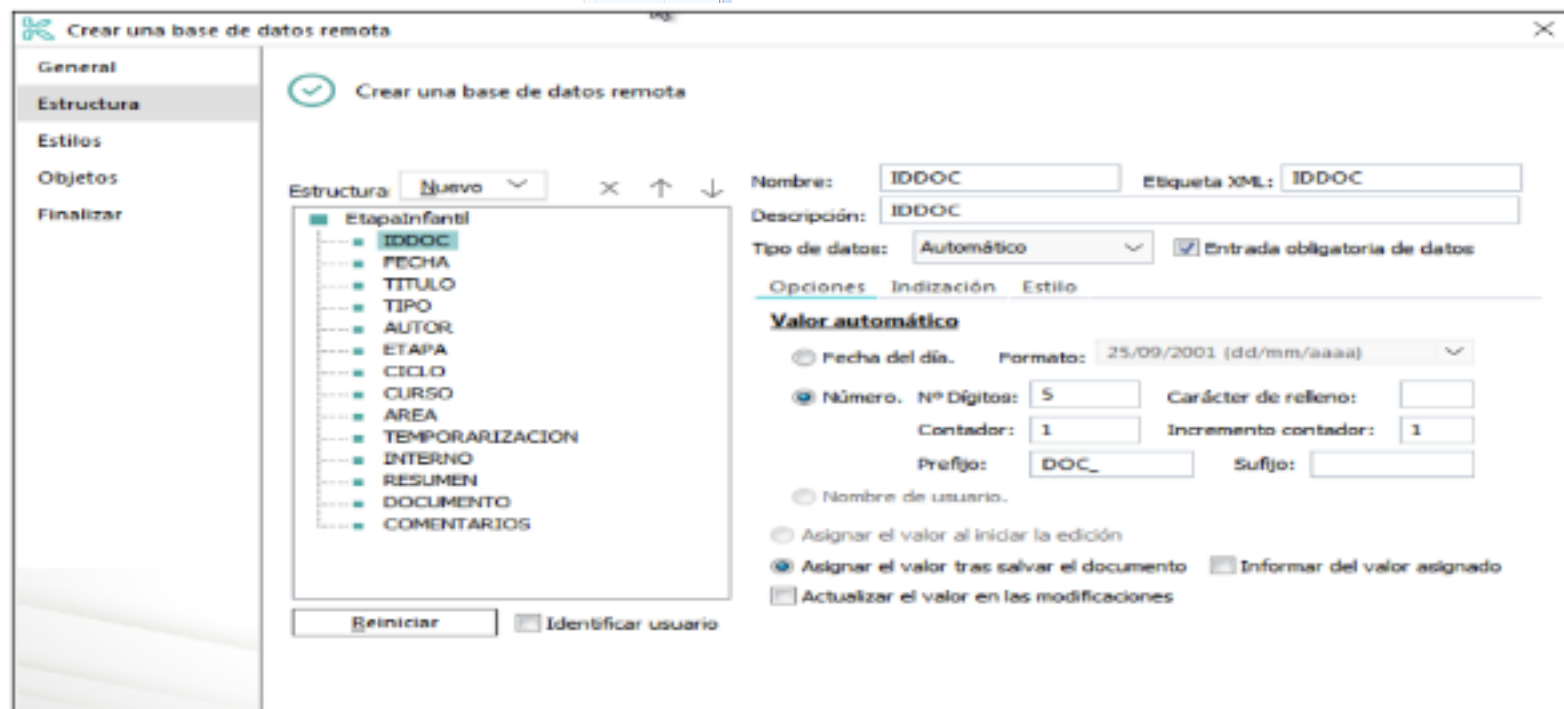 Crear una base de datos remota
General
Estructura
Estilos
Objetos
Finalizar
Crear una base de datos remota
Estructura Nuevo
EtapaInfantil
IDDOC
FECHA
TITULO
TIPO
AUTOR
ETAPA
CICLO
CURSO
AREA
TEMPORARIZACION
INTERNO
RESUMEN
DOCUMENTO
COMENTARIOS
Reiniciar Identificar usuario
Nombre: IDDOC Etiqueta XML: IDDOC
Descripción: IDDOC
Tipo de datos: Automático Entrada obligatoria de datos
Opciones Indización Estilo
Valor automático
Fecha del día. Formato: 25/09/2001 (dd/mm/aaaa)
Número. Nº Dígitos: 5 Carácter de relleno:
Contador: 1 Incremento contador: 1
Prefijo: DOC_ Sufijo:
Nombre de usuario.
Asignar el valor al iniciar la edición
Asignar el valor tras salvar el documento Informar del valor asignado
Actualizar el valor en las modificaciones